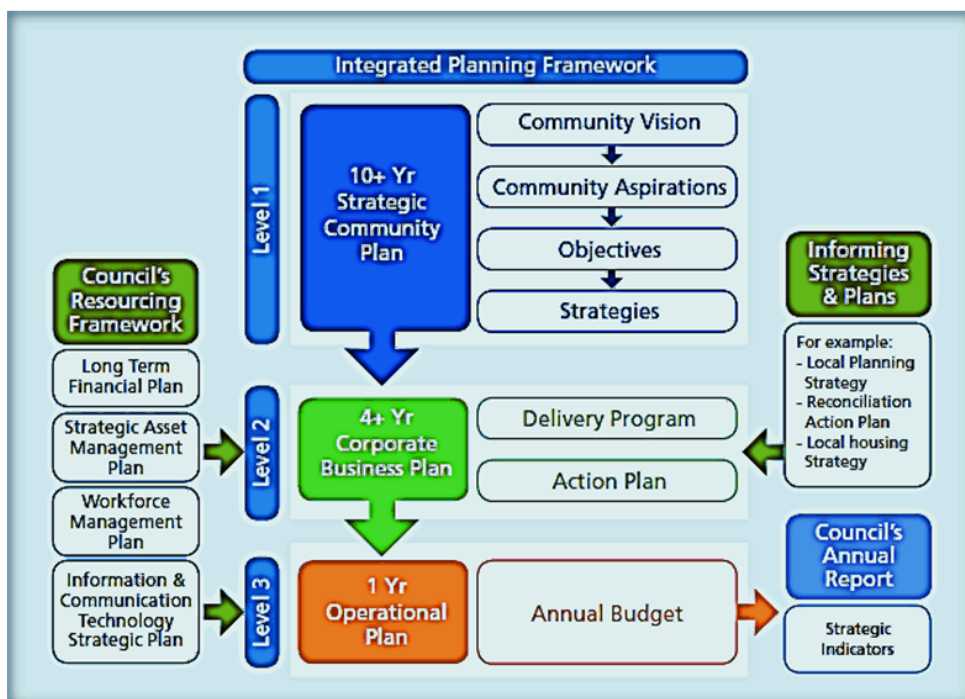 Integrated Planning Framework
Level 1
10+ Yr
Strategic
Community
Plan
Community Vision
Community Aspirations
Objectives
Strategies
Council's
Resourcing
Framework
Long Term
Financial Plan
Strategic Asset
Management
Plan
Workforce
Management
Plan
Information &
Communication
Technology
Strategic Plan
Level 2
4+ Yr
Corporate
Business Plan
Delivery Program
Action Plan
Informing
Strategies
& Plans
For example:
- Local Planning
Strategy
- Reconciliation
Action Plan
- Local housing
Strategy
Level 3
1 Yr
Operational
Plan
Annual Budget
Council's
Annual
Report
Strategic
Indicators